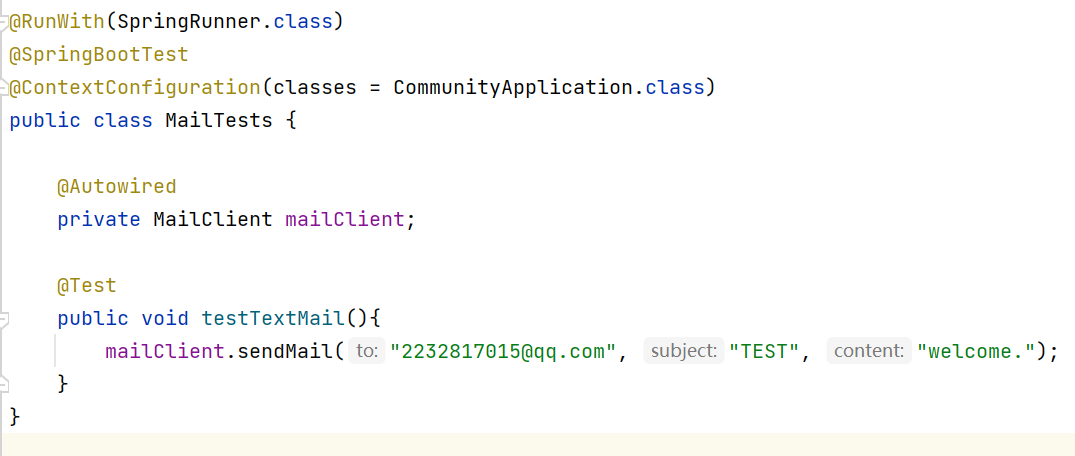 @RunWith(SpringRunner.class)
@SpringBootTest
@ContextConfiguration(classes = CommunityApplication.class)
public class MailTests {
@Autowired
private MailClient mailClient;
@Test
public void testTextMail(){
mailClient.sendMail( to: "2232817015@qq.com", subject: "TEST", content: "welcome.");
}
}